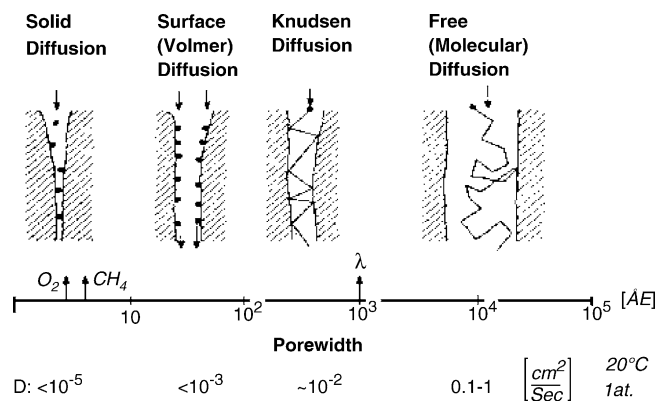 Solid
Diffusion
Surface
(Volmer)
Diffusion
Knudsen
Diffusion
Free
(Molecular)
Diffusion
O₂ CH₄ λ
10 10² 10³ 10⁴ 10⁵ [ÅE]
Porewidth
D: <10⁻⁵ <10⁻³ ~10⁻² 0.1-1 [cm²/Sec] 20°C
1at.